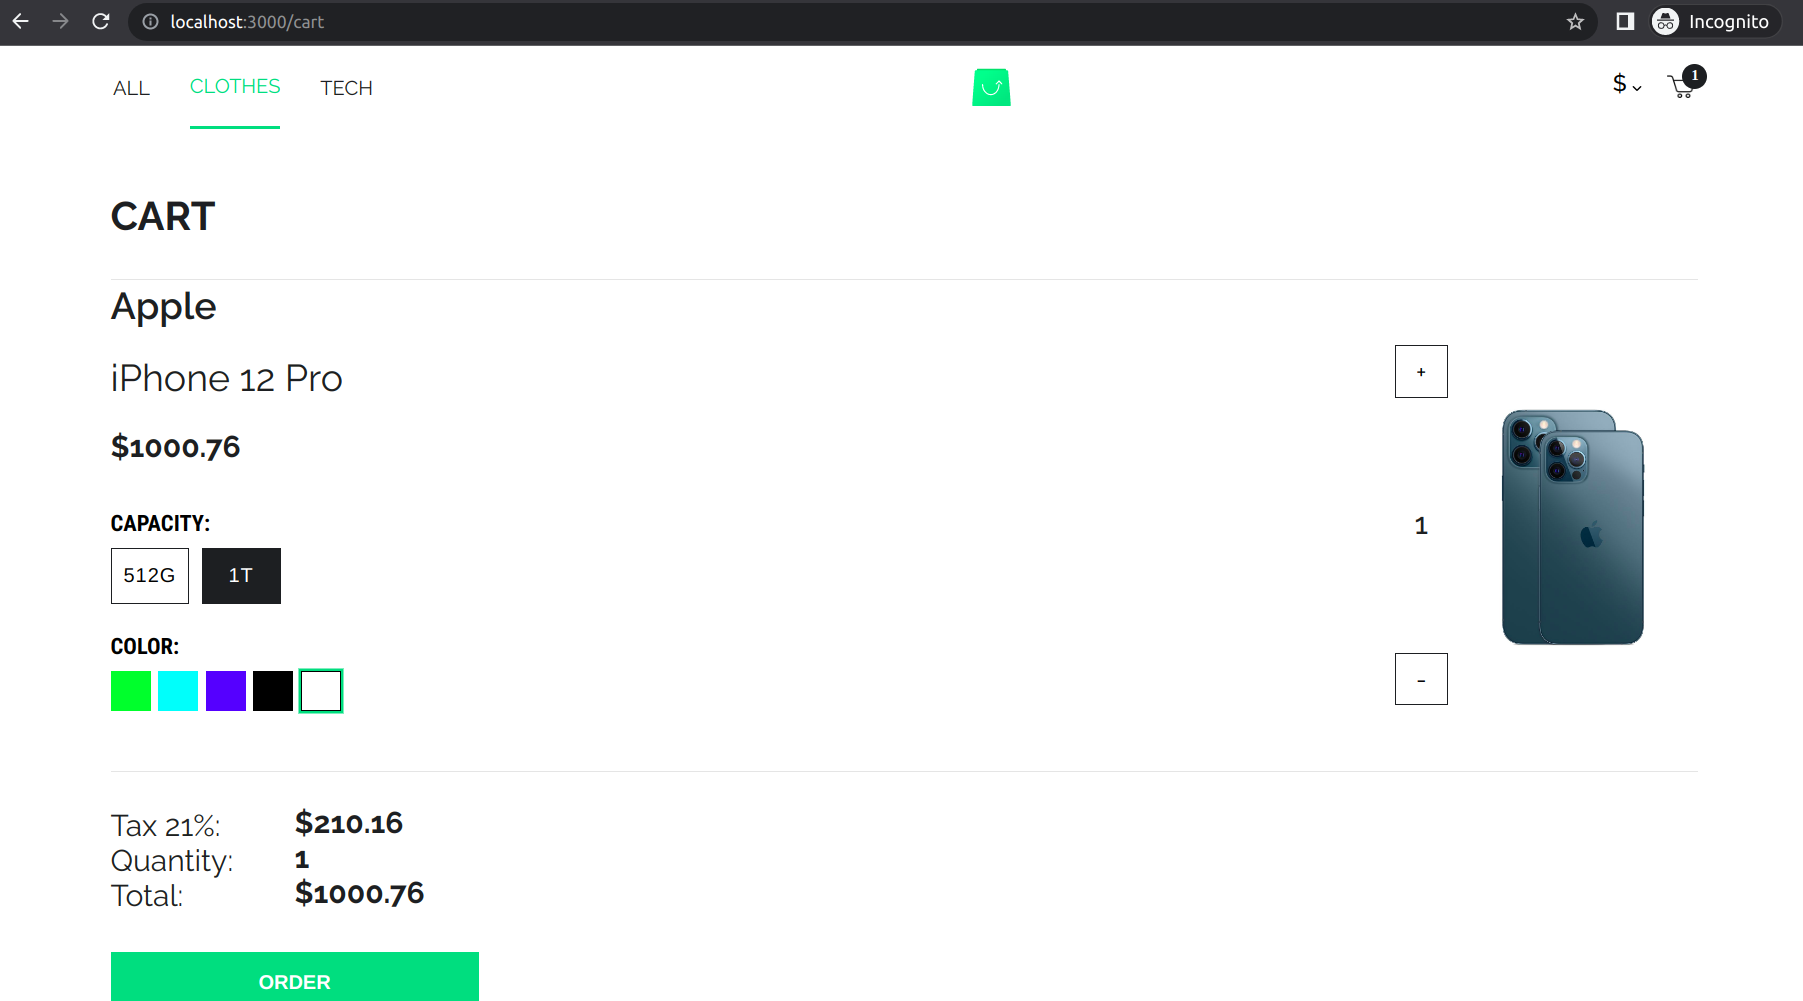 localhost:3000/cart
Incognito
ALL CLOTHES TECH
$ 1
CART
Apple
iPhone 12 Pro
$1000.76
CAPACITY:
512G 1T
COLOR:
+
1
-
Tax 21%: $210.16
Quantity: 1
Total: $1000.76
ORDER